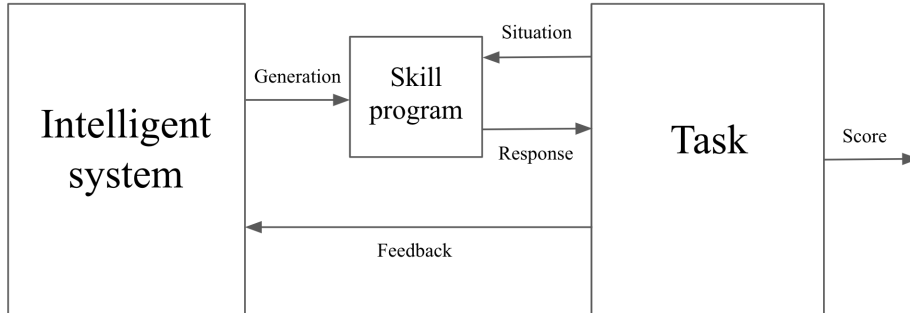 Intelligent
system
Generation
Skill
program
Situation
Response
Feedback
Task
Score